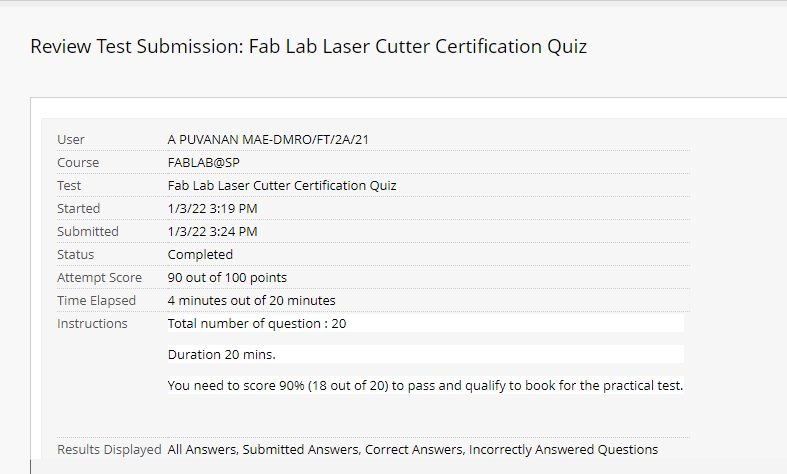 Review Test Submission: Fab Lab Laser Cutter Certification Quiz
User A PUVANAN MAE-DMRO/FT/2A/21
Course FABLAB@SP
Test Fab Lab Laser Cutter Certification Quiz
Started 1/3/22 3:19 PM
Submitted 1/3/22 3:24 PM
Status Completed
Attempt Score 90 out of 100 points
Time Elapsed 4 minutes out of 20 minutes
Instructions Total number of question : 20
Duration 20 mins.
You need to score 90% (18 out of 20) to pass and qualify to book for the practical test.
Results Displayed All Answers, Submitted Answers, Correct Answers, Incorrectly Answered Questions